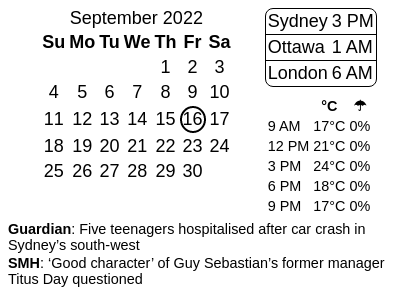 September 2022
Su Mo Tu We Th Fr Sa
1 2 3
4 5 6 7 8 9 10
11 12 13 14 15 16 17
18 19 20 21 22 23 24
25 26 27 28 29 30
Sydney 3 PM
Ottawa 1 AM
London 6 AM
°C ☂
9 AM 17°C 0%
12 PM 21°C 0%
3 PM 24°C 0%
6 PM 18°C 0%
9 PM 17°C 0%
Guardian: Five teenagers hospitalised after car crash in
Sydney’s south-west
SMH: ‘Good character’ of Guy Sebastian’s former manager
Titus Day questioned